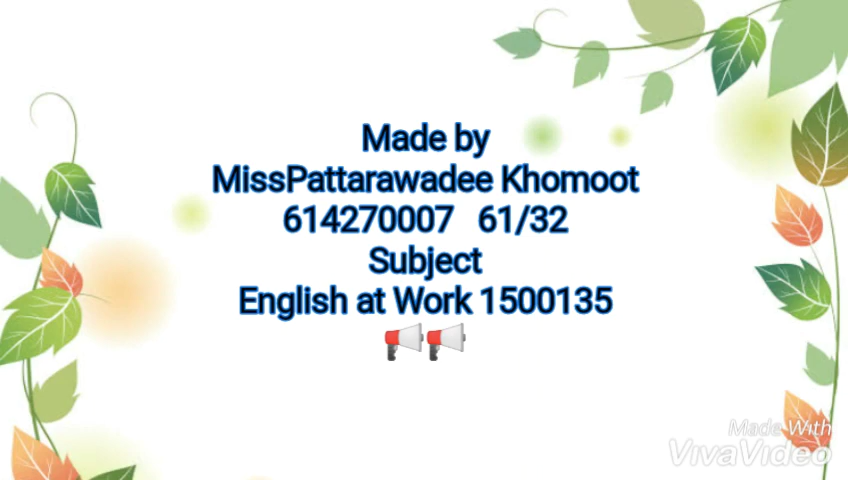 Made by
MissPattarawadee Khomoot
614270007 61/32
Subject
English at Work 1500135
Made With
VivaVideo